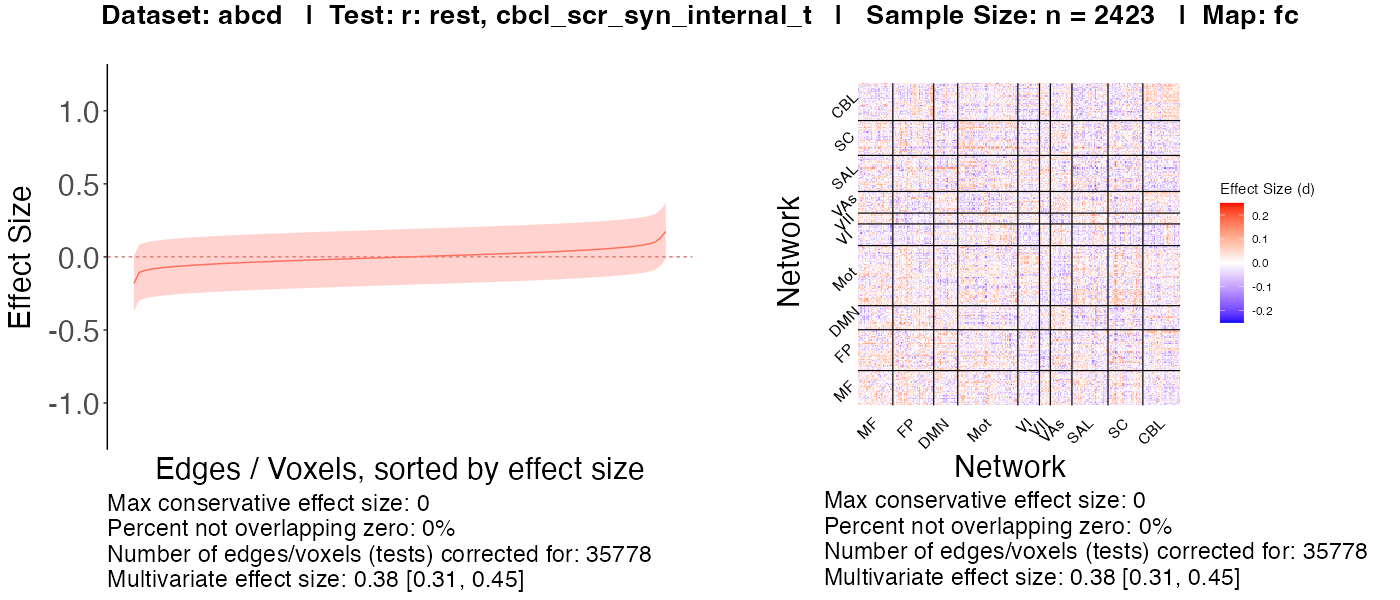 Dataset: abcd | Test: r: rest, cbcl_scr_syn_internal_t | Sample Size: n = 2423 | Map: fc
Effect Size
1.0
0.5
0.0
-0.5
-1.0
Edges / Voxels, sorted by effect size
Max conservative effect size: 0
Percent not overlapping zero: 0%
Number of edges/voxels (tests) corrected for: 35778
Multivariate effect size: 0.38 [0.31, 0.45]
Network
CBL
SC
SAL
VAs
VII
VI
Mot
DMN
FP
MF
MF
FP
DMN
Mot
VI
VII
VAs
SAL
SC
CBL
Network
Effect Size (d)
0.2
0.1
0.0
-0.1
-0.2
Max conservative effect size: 0
Percent not overlapping zero: 0%
Number of edges/voxels (tests) corrected for: 35778
Multivariate effect size: 0.38 [0.31, 0.45]